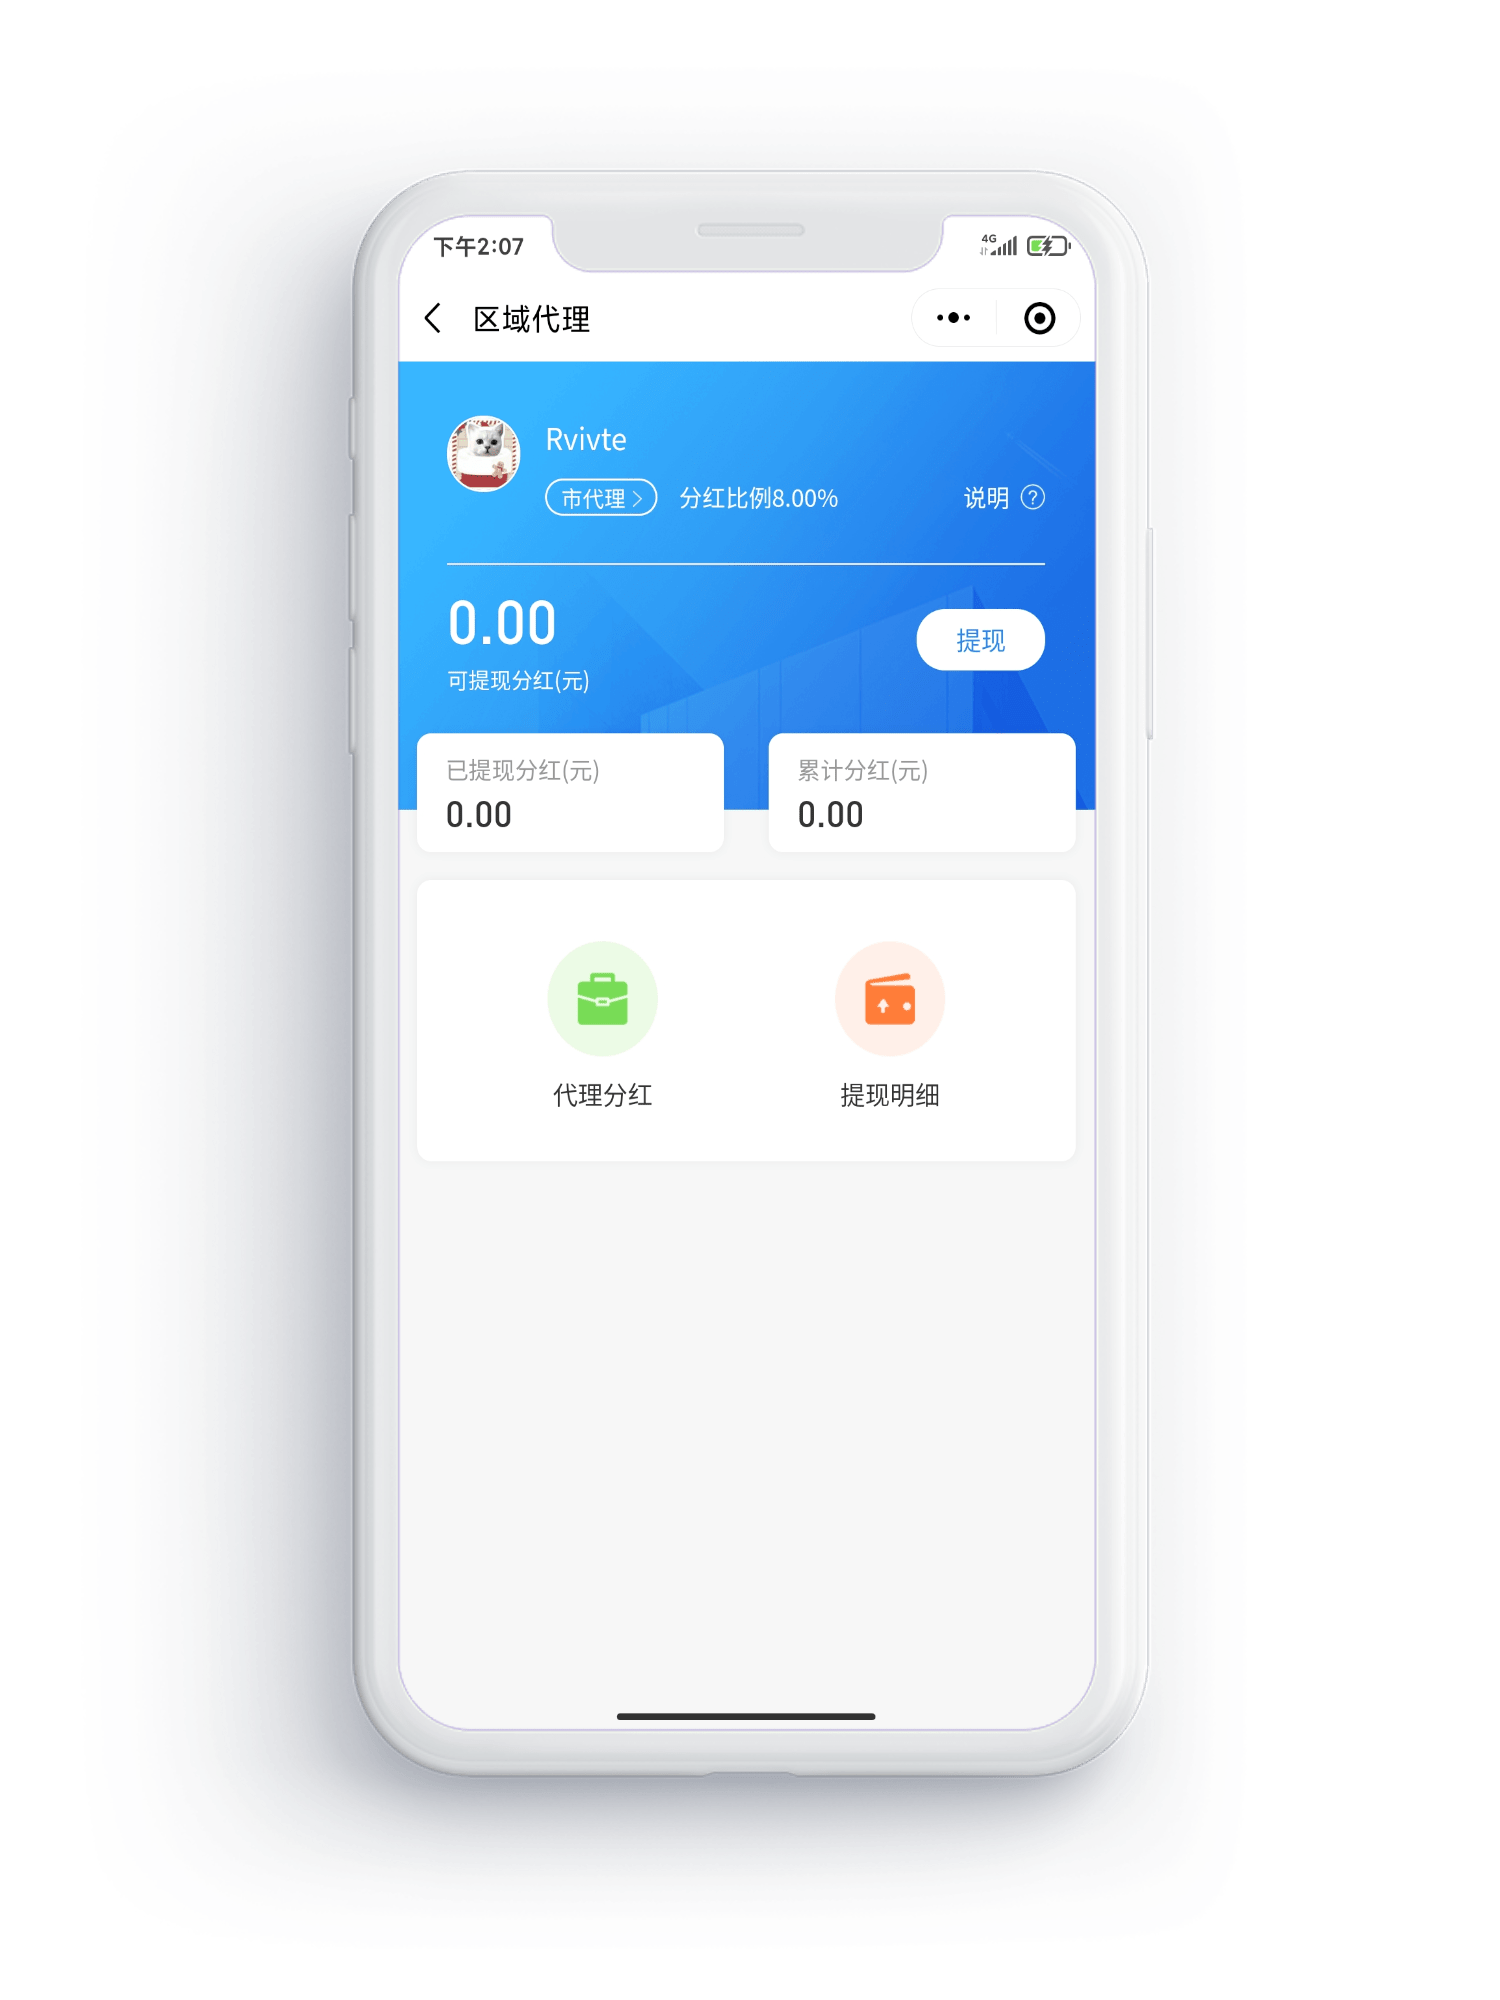 下午2:07
4G
区域代理
Rvivte
市代理 >
分红比例8.00%
说明 ?
0.00
可提现分红(元)
提现
已提现分红(元)
0.00
累计分红(元)
0.00
代理分红
提现明细